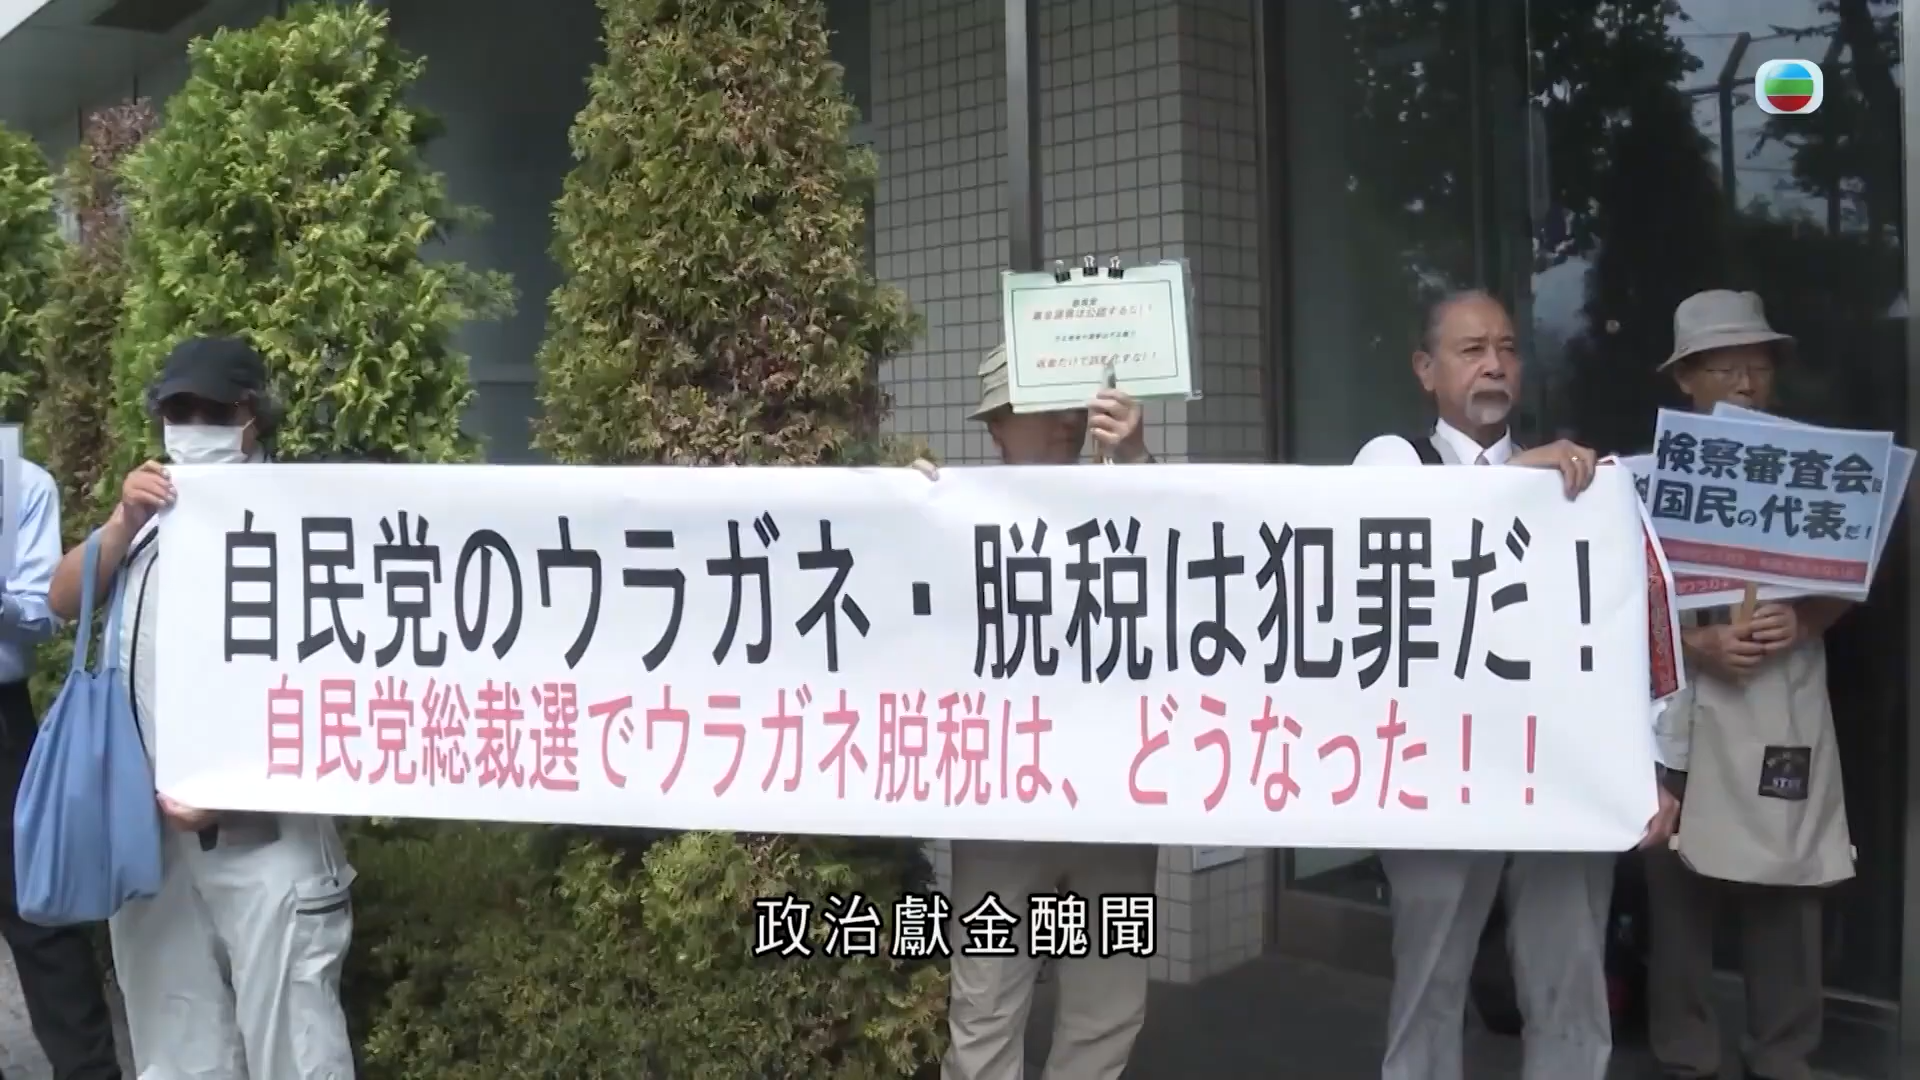 自民党のウラガネ・脱税は犯罪だ！
自民党総裁選でウラガネ脱税は、どうなった！！
検察審査会は
国民の代表だ！
政治獻金醜聞